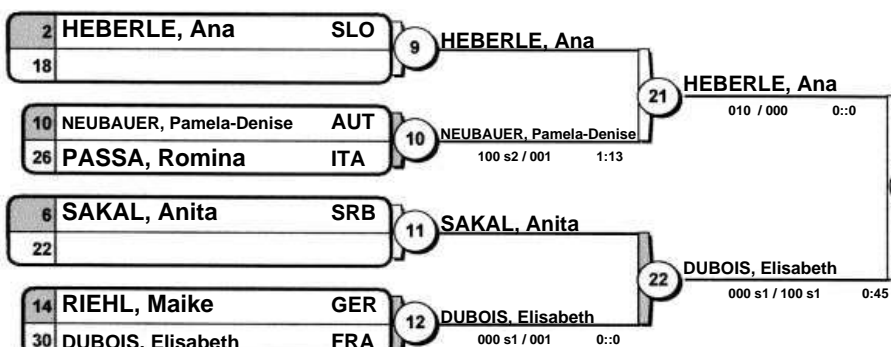 2 HEBERLE, Ana SLO
18
9
HEBERLE, Ana
10 NEUBAUER, Pamela-Denise AUT
26 PASSA, Romina ITA
10
NEUBAUER, Pamela-Denise
100 s2 / 001 1:13
21
HEBERLE, Ana
010 / 000 0::0
6 SAKAL, Anita SRB
22
11
SAKAL, Anita
14 RIEHL, Maike GER
30 DUBOIS, Elisabeth FRA
12
DUBOIS, Elisabeth
000 s1 / 001 0::0
22
DUBOIS, Elisabeth
000 s1 / 100 s1 0:45